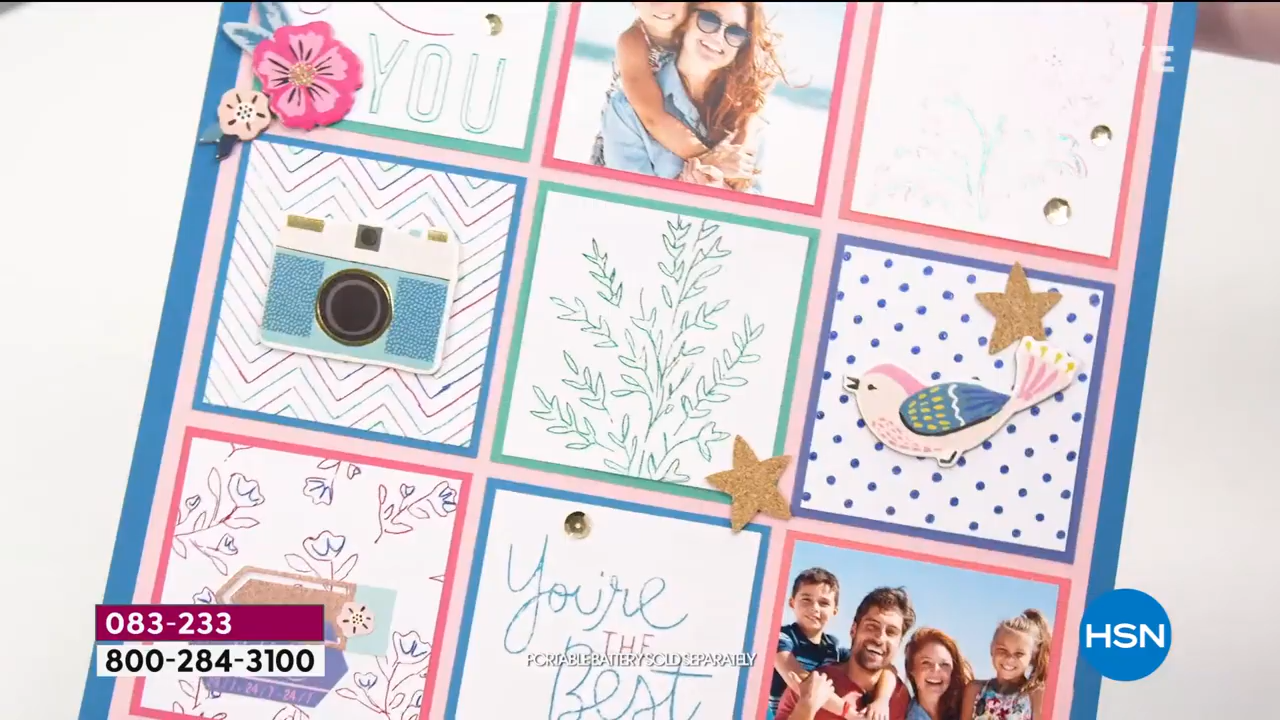 YOU
You're
THE
Best
083-233
800-284-3100
PORTABLE BATTERY SOLD SEPARATELY
HSN